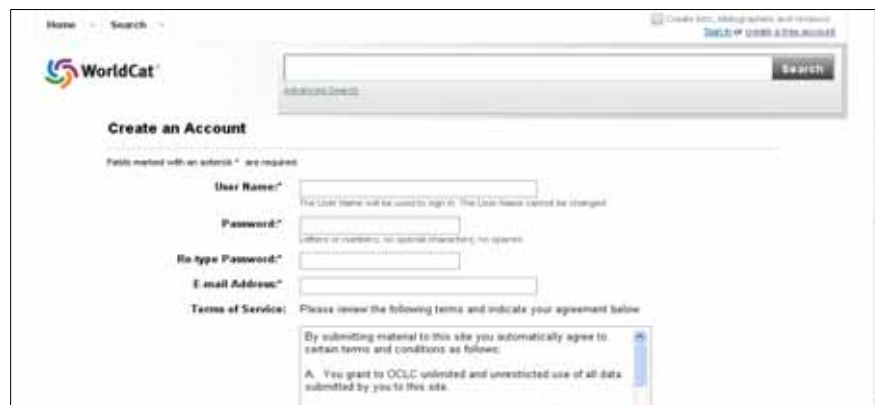 Home Search
Create lists, bibliographies and reviews:
Sign in or create a free account
WorldCat®
Search
Advanced Search
Create an Account
Fields marked with an asterisk * are required
User Name:*
The User Name will be used to sign in. The User Name cannot be changed.
Password:*
Letters or numbers; no special characters; no spaces
Re-type Password:*
E-mail Address:*
Terms of Service: Please review the following terms and indicate your agreement below
By submitting material to this site you automatically agree to
certain terms and conditions as follows:
A. You grant to OCLC unlimited and unrestricted use of all data
submitted by you to this site.